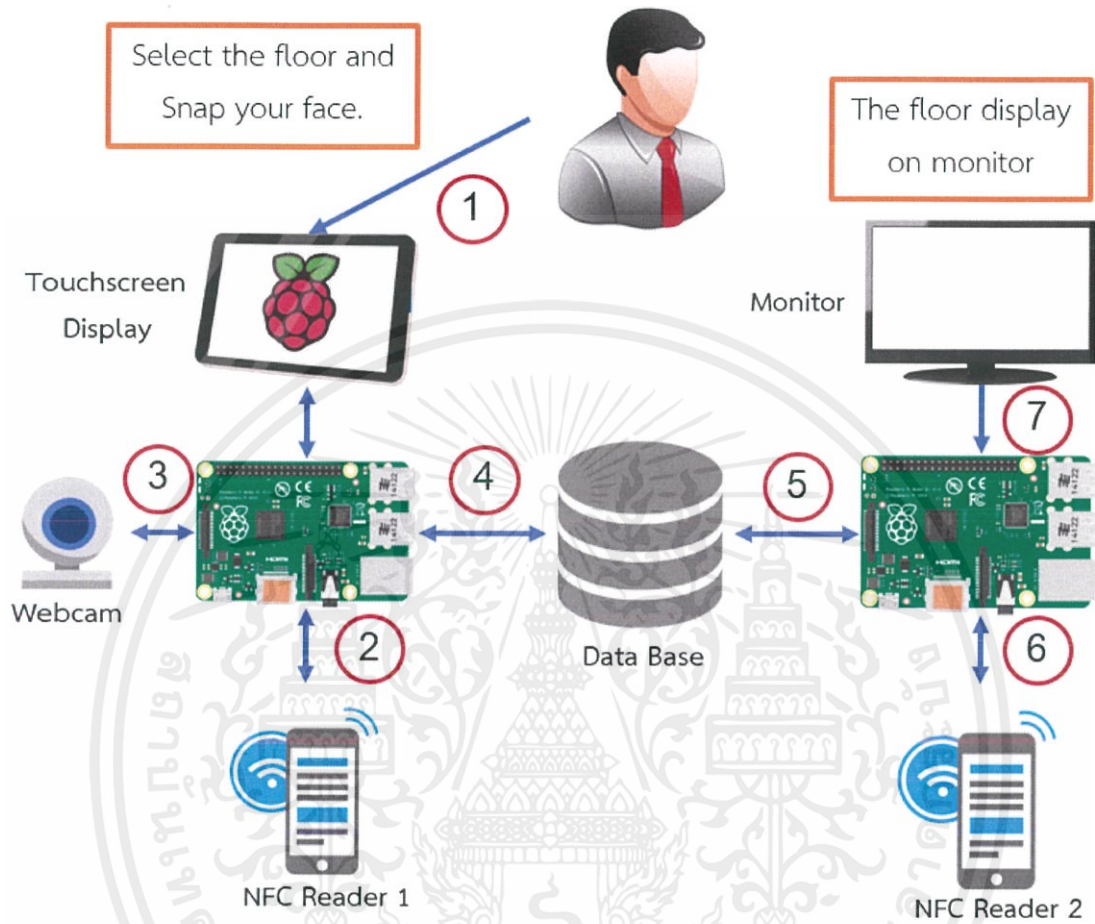 Select the floor and
Snap your face.
The floor display
on monitor
1
Touchscreen
Display
Monitor
7
3
4
5
Webcam
2
Data Base
6
NFC Reader 1
NFC Reader 2